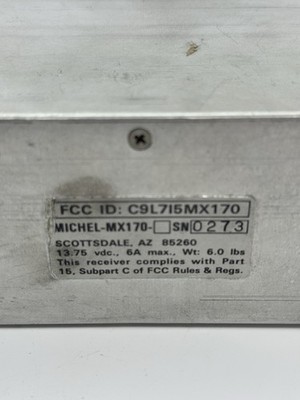 FCC ID: C9L7I5MX170
MICHEL-MX170- SN 0273
SCOTTSDALE, AZ 85260
13.75 vdc., 6A max., Wt: 6.0 lbs
This receiver complies with Part
15, Subpart C of FCC Rules & Regs.